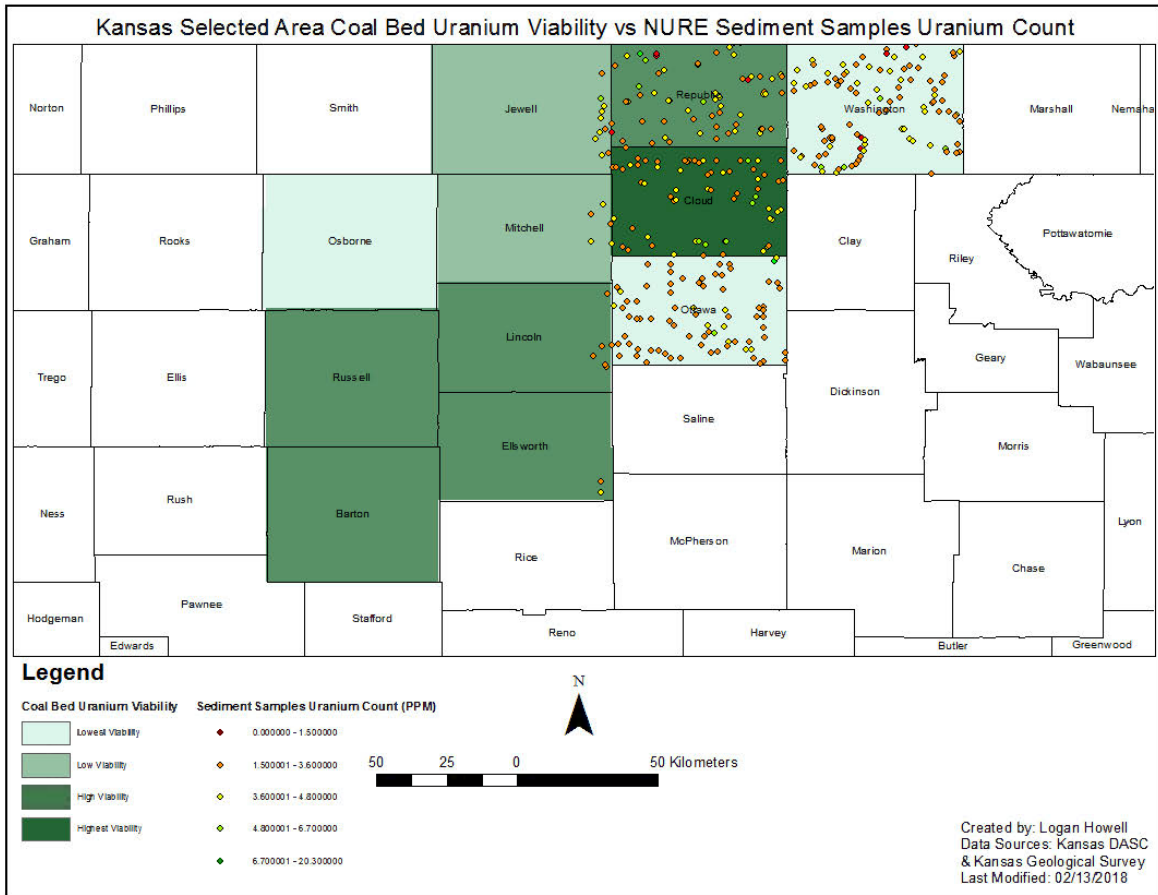 Kansas Selected Area Coal Bed Uranium Viability vs NURE Sediment Samples Uranium Count
Norton
Phillips
Smith
Jewell
Republic
Washington
Marshall
Nemaha
Graham
Rooks
Osborne
Mitchell
Cloud
Clay
Riley
Pottawatomie
Trego
Ellis
Russell
Lincoln
Ottawa
Dickinson
Geary
Wabaunsee
Ness
Rush
Barton
Ellsworth
Saline
Morris
Lyon
Hodgeman
Pawnee
Edwards
Stafford
Rice
Reno
McPherson
Harvey
Marion
Butler
Chase
Greenwood
Legend
Coal Bed Uranium Viability
Lowest Viability
Low Viability
High Viability
Highest Viability
Sediment Samples Uranium Count (PPM)
0.000000 - 1.500000
1.500001 - 3.600000
3.600001 - 4.800000
4.800001 - 6.700000
6.700001 - 20.300000
N
50 25 0 50 Kilometers
Created by: Logan Howell
Data Sources: Kansas DASC
& Kansas Geological Survey
Last Modified: 02/13/2018